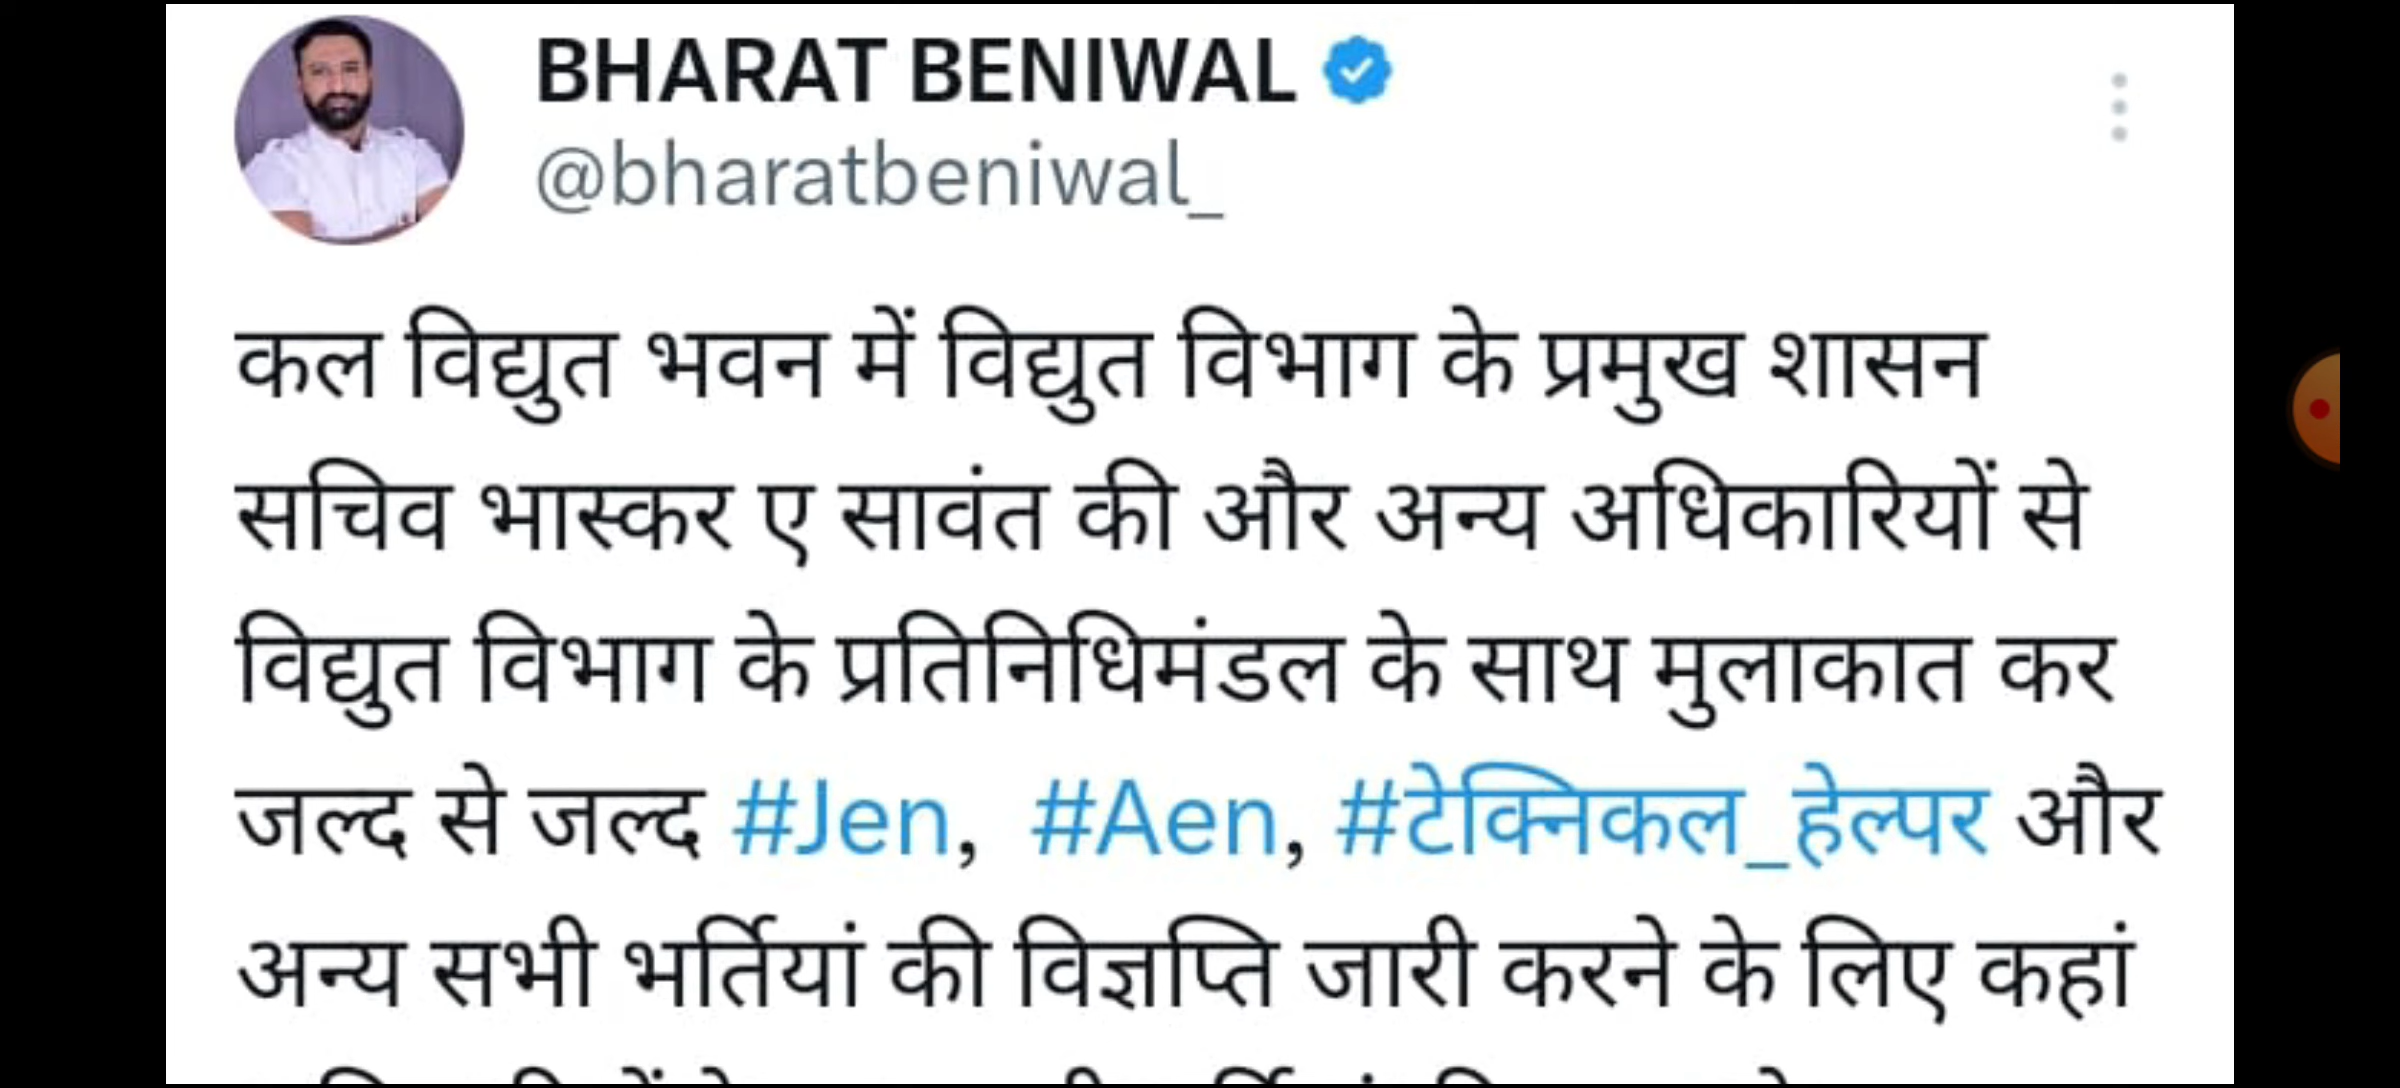 BHARAT BENIWAL
@bharatbeniwal_
कल विद्युत भवन में विद्युत विभाग के प्रमुख शासन
सचिव भास्कर ए सावंत की और अन्य अधिकारियों से
विद्युत विभाग के प्रतिनिधिमंडल के साथ मुलाकात कर
जल्द से जल्द #Jen, #Aen, #टेक्निकल_हेल्पर और
अन्य सभी भर्तियां की विज्ञप्ति जारी करने के लिए कहां